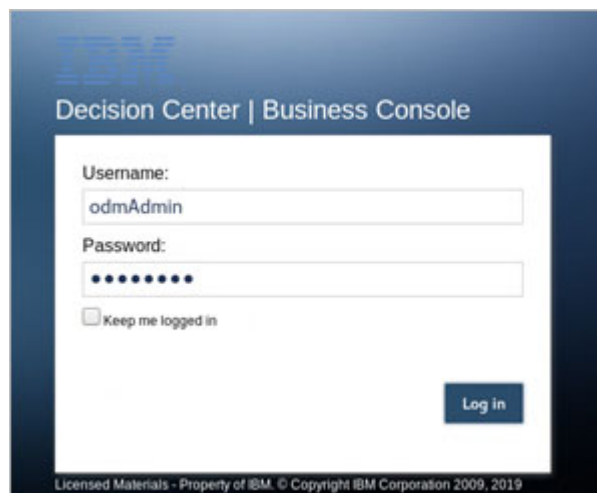 IBM
Decision Center | Business Console
Username:
odmAdmin
Password:
●●●●●●●●
Keep me logged in
Log in
Licensed Materials - Property of IBM. © Copyright IBM Corporation 2009, 2019